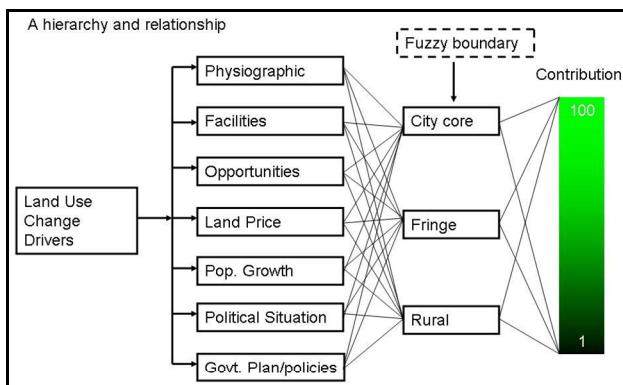 A hierarchy and relationship
Fuzzy boundary
Contribution
Physiographic
Facilities
Opportunities
Land Price
Pop. Growth
Political Situation
Govt. Plan/policies
Land Use
Change
Drivers
City core
Fringe
Rural
100
1